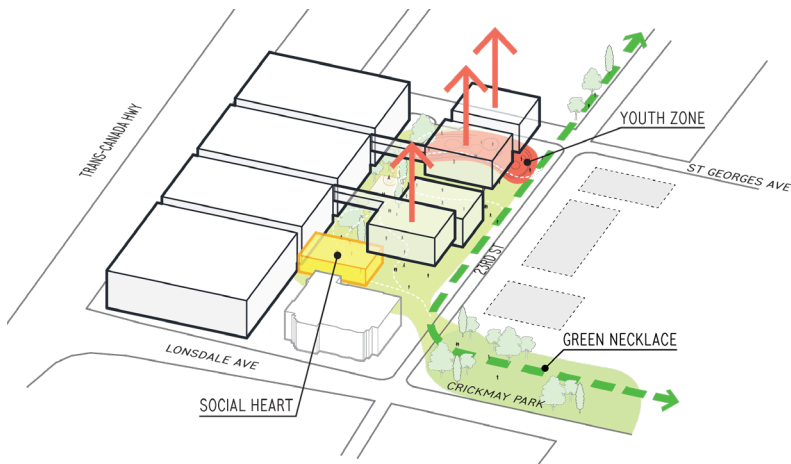 TRANS-CANADA HWY
YOUTH ZONE
ST GEORGES AVE
23RD ST
GREEN NECKLACE
LONSDALE AVE
CRICKMAY PARK
SOCIAL HEART